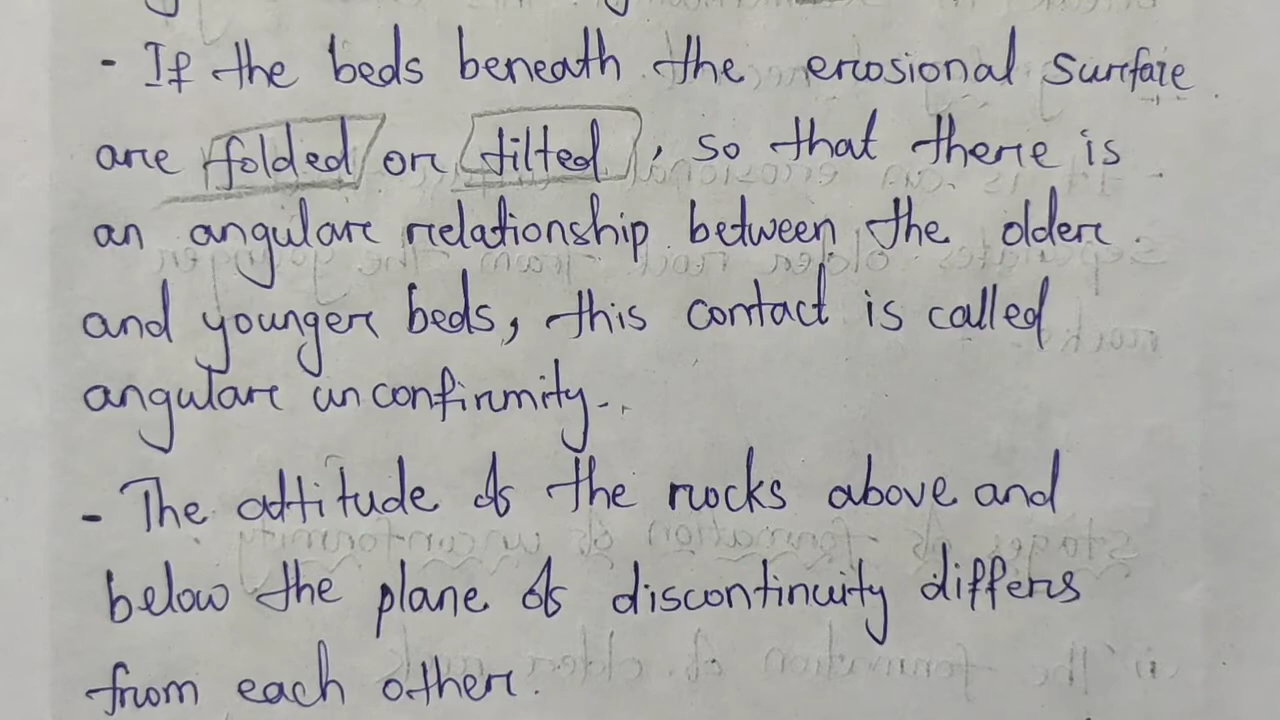 - If the beds beneath the erosional surface
are folded or tilted, so that there is
an angular relationship between the older
and younger beds, this contact is called
angular unconfirmity.
- The attitude of the rocks above and
below the plane of discontinuity differs
from each other.